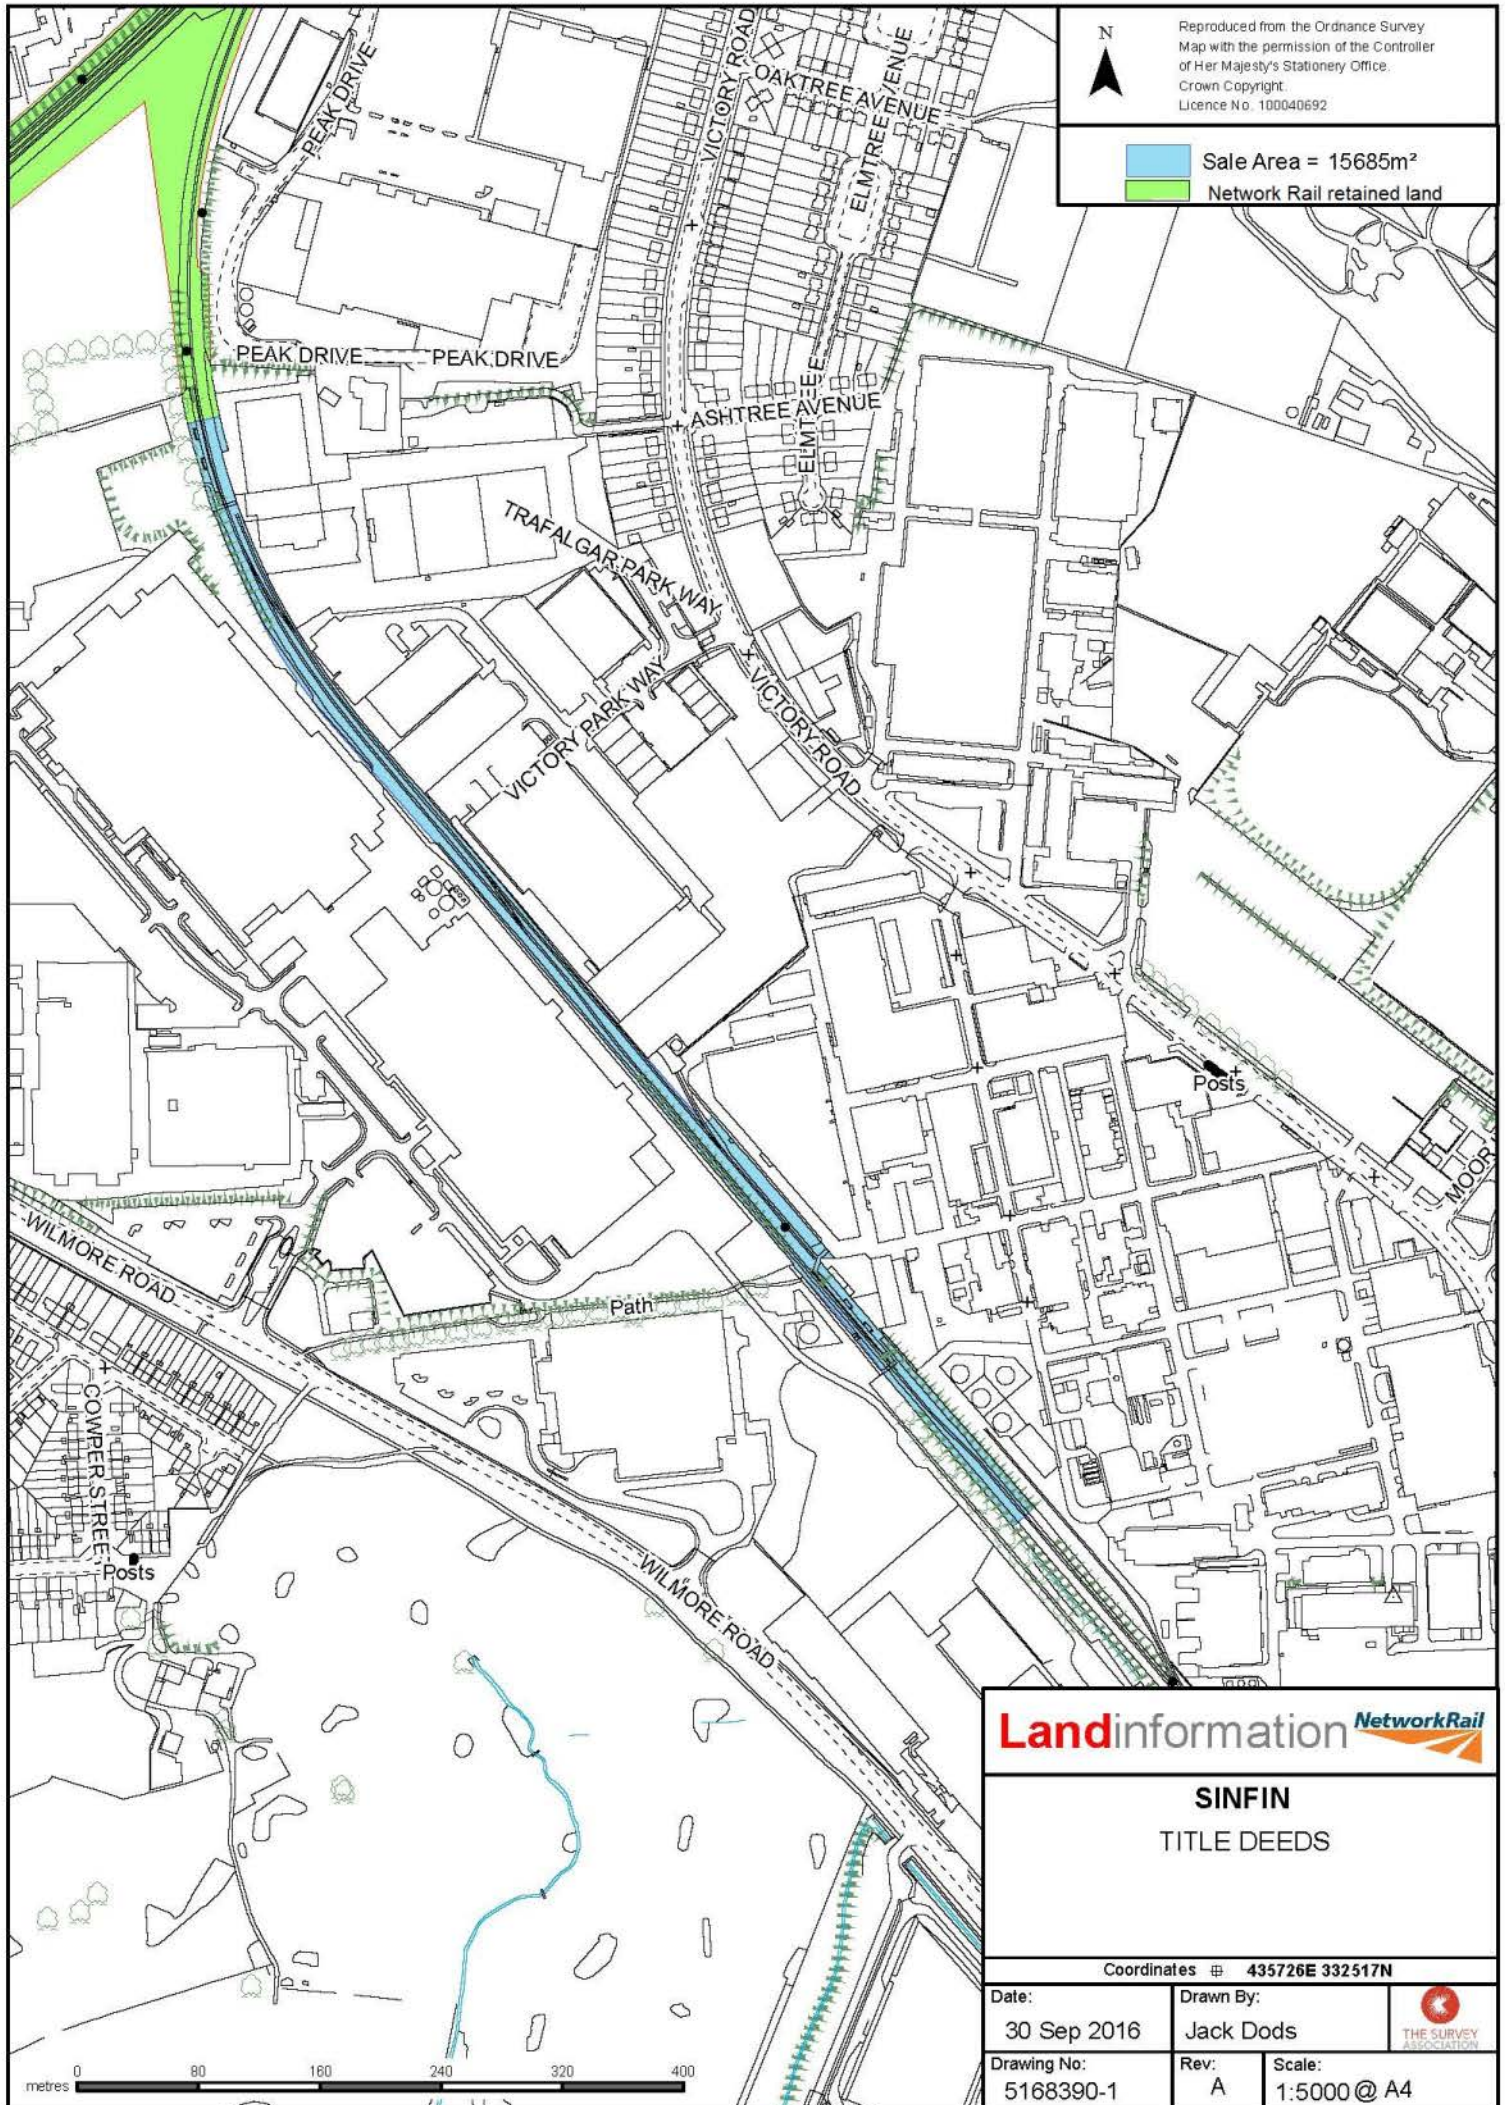 PEAK DRIVE
VICTORY ROAD
OAKTREE AVENUE
ELMTREE AVENUE
N
Reproduced from the Ordnance Survey
Map with the permission of the Controller
of Her Majesty's Stationery Office.
Crown Copyright.
Licence No. 100040692
Sale Area = 15685m²
Network Rail retained land
PEAK DRIVE
PEAK DRIVE
ASHTREE AVENUE
TRAFALGAR PARK WAY
VICTORY PARK WAY
VICTORY ROAD
Posts
MOOR
WILMORE ROAD
Path
COWPER STREET
Posts
WILMORE ROAD
Landinformation NetworkRail
SINFIN
TITLE DEEDS
Coordinates 435726E 332517N
Date:
30 Sep 2016
Drawn By:
Jack Dods
THE SURVEY
ASSOCIATION
Drawing No:
5168390-1
Rev:
A
Scale:
1:5000 @ A4
metres 0 80 160 240 320 400